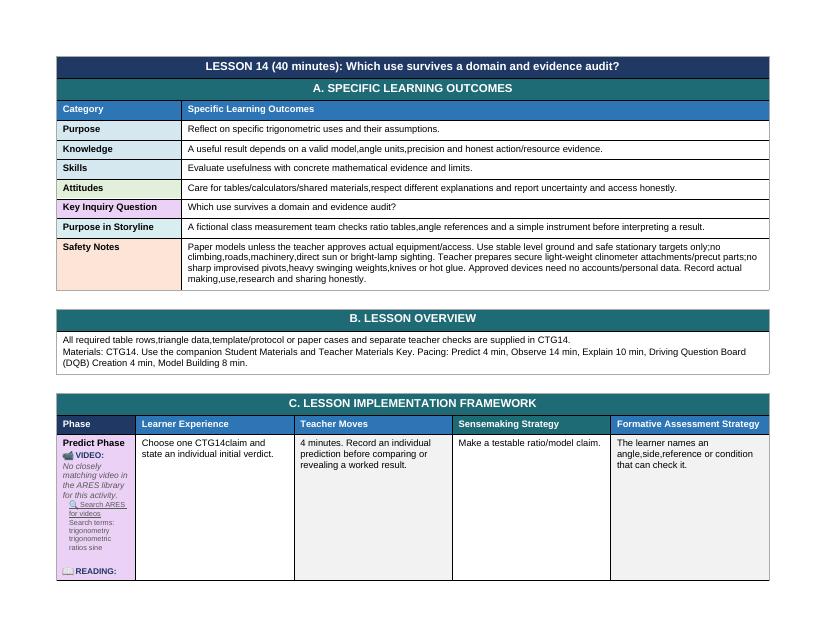 LESSON 14 (40 minutes): Which use survives a domain and evidence audit?
A. SPECIFIC LEARNING OUTCOMES
Category
Specific Learning Outcomes
Purpose
Reflect on specific trigonometric uses and their assumptions.
Knowledge
A useful result depends on a valid model,angle units,precision and honest action/resource evidence.
Skills
Evaluate usefulness with concrete mathematical evidence and limits.
Attitudes
Care for tables/calculators/shared materials,respect different explanations and report uncertainty and access honestly.
Key Inquiry Question
Which use survives a domain and evidence audit?
Purpose in Storyline
A fictional class measurement team checks ratio tables,angle references and a simple instrument before interpreting a result.
Safety Notes
Paper models unless the teacher approves actual equipment/access. Use stable level ground and safe stationary targets only;no
climbing,roads,machinery,direct sun or bright-lamp sighting. Teacher prepares secure light-weight clinometer attachments/precut parts;no
sharp improvised pivots,heavy swinging weights,knives or hot glue. Approved devices need no accounts/personal data. Record actual
making,use,research and sharing honestly.
B. LESSON OVERVIEW
All required table rows,triangle data,template/protocol or paper cases and separate teacher checks are supplied in CTG14.
Materials: CTG14. Use the companion Student Materials and Teacher Materials Key. Pacing: Predict 4 min, Observe 14 min, Explain 10 min, Driving Question Board
(DQB) Creation 4 min, Model Building 8 min.
C. LESSON IMPLEMENTATION FRAMEWORK
Phase
Learner Experience
Teacher Moves
Sensemaking Strategy
Formative Assessment Strategy
Predict Phase
📹 VIDEO:
No closely
matching video in
the ARES library
for this activity.
🔍 Search ARES
for videos
Search terms:
trigonometry
trigonometric
ratios sine
📖 READING:
Choose one CTG14claim and
state an individual initial verdict.
4 minutes. Record an individual
prediction before comparing or
revealing a worked result.
Make a testable ratio/model claim.
The learner names an
angle,side,reference or condition
that can check it.